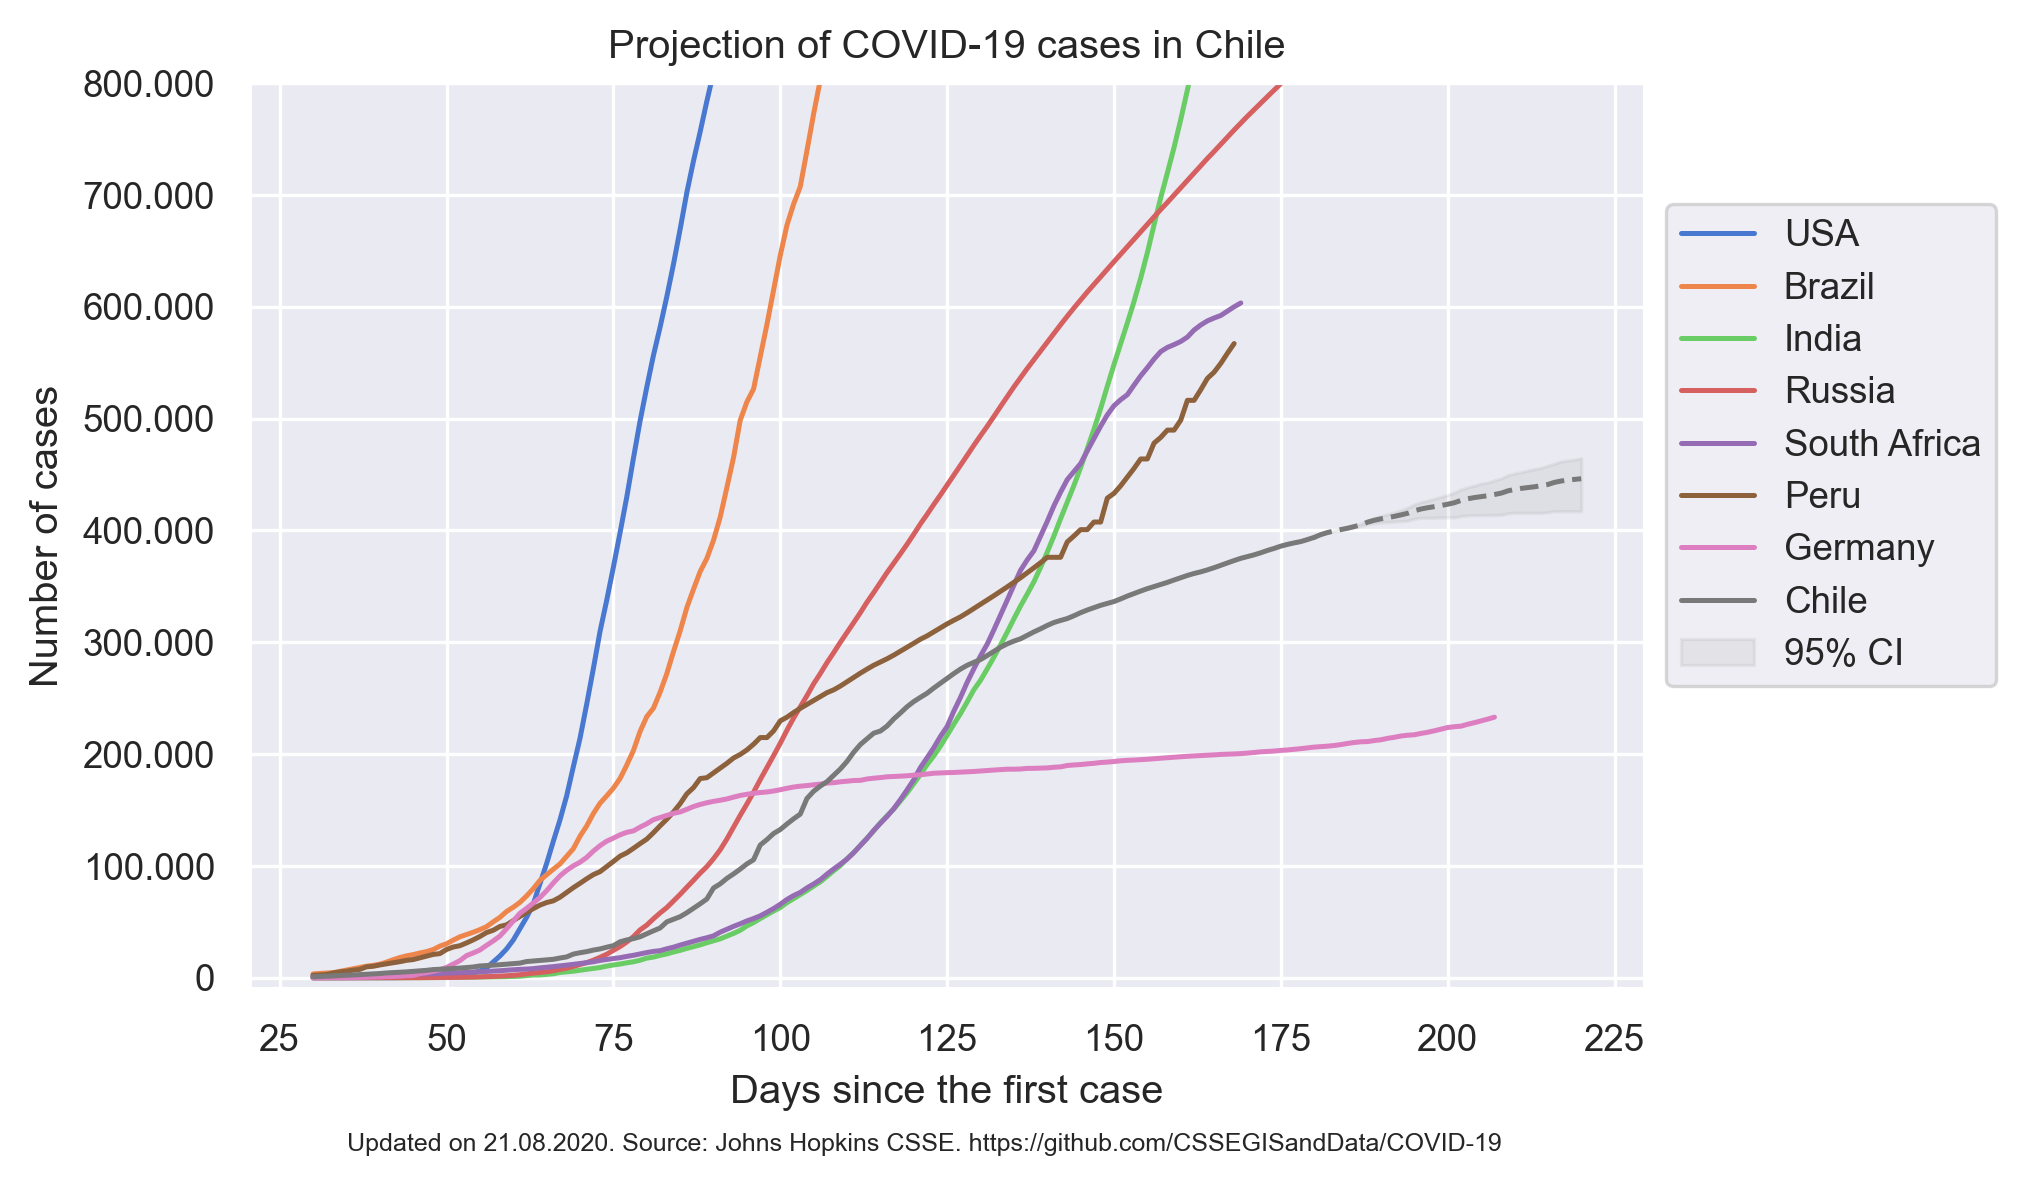 Projection of COVID-19 cases in Chile
800.000
700.000
600.000
500.000
400.000
300.000
200.000
100.000
0
Number of cases
25 50 75 100 125 150 175 200 225
Days since the first case
USA
Brazil
India
Russia
South Africa
Peru
Germany
Chile
95% CI
Updated on 21.08.2020. Source: Johns Hopkins CSSE. https://github.com/CSSEGISandData/COVID-19